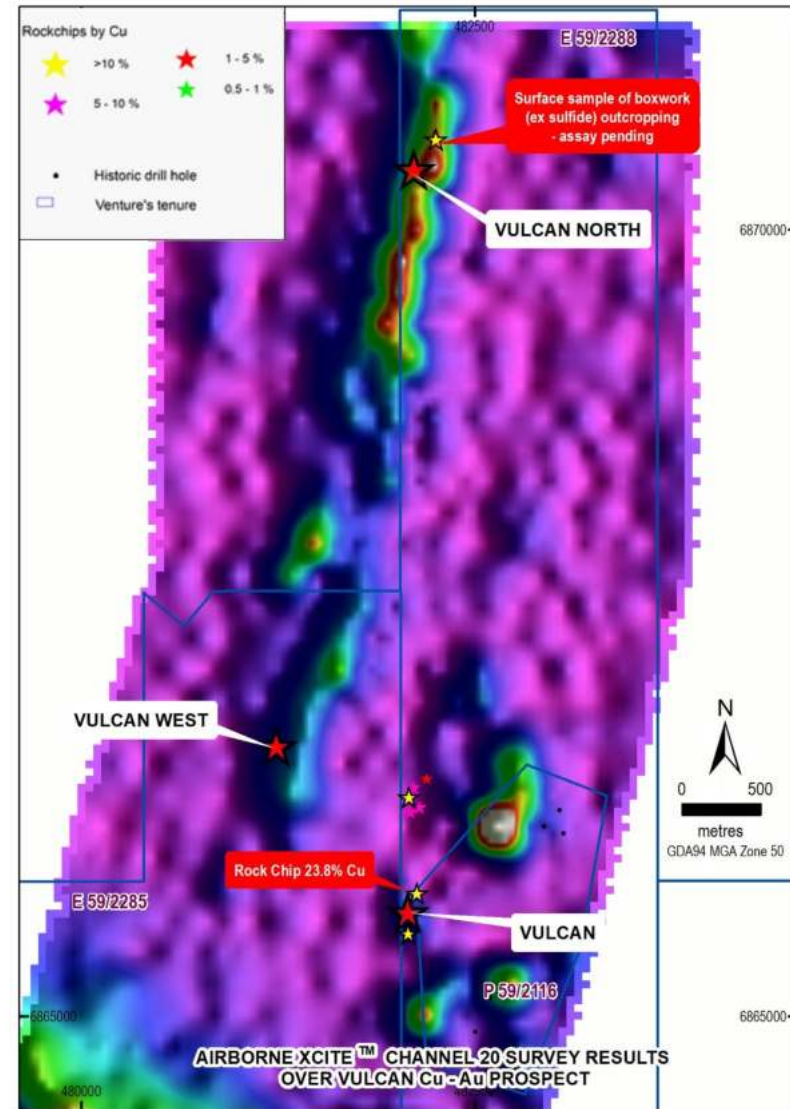 Rockchips by Cu
>10 %
1 - 5 %
5 - 10 %
0.5 - 1 %
Historic drill hole
Venture's tenure
482500
E 59/2288
Surface sample of boxwork
(ex sulfide) outcropping
- assay pending
VULCAN NORTH
6870000
VULCAN WEST
N
0 500
metres
GDA94 MGA Zone 50
Rock Chip 23.8% Cu
E 59/2285
VULCAN
P 59/2116
6865000
6865000
AIRBORNE XCITE ™ CHANNEL 20 SURVEY RESULTS
OVER VULCAN Cu - Au PROSPECT
480000
482500